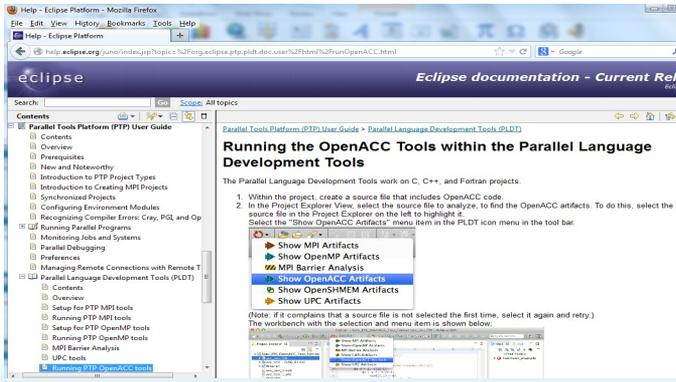 Help - Eclipse Platform - Mozilla Firefox
File Edit View History Bookmarks Tools Help
Help - Eclipse Platform
+
help.eclipse.org/juno/index.jsp?topic=%2Forg.eclipse.ptp.pldt.doc.user%2Fhtml%2FrunOpenACC.html
Google
eclipse
Eclipse documentation - Current Rel
Search:
Go
Scope: All topics
Contents
Parallel Tools Platform (PTP) User Guide
Contents
Overview
Prerequisites
New and Noteworthy
Introduction to PTP Project Types
Introduction to Creating MPI Projects
Synchronized Projects
Configuring Environment Modules
Recognizing Compiler Errors: Cray, PGI, and Op
Running Parallel Programs
Monitoring Jobs and Systems
Parallel Debugging
Preferences
Managing Remote Connections with Remote T
Parallel Language Development Tools (PLDT)
Contents
Overview
Setup for PTP MPI tools
Running PTP MPI tools
Setup for PTP OpenMP tools
Running PTP OpenMP tools
MPI Barrier Analysis
UPC tools
Running PTP OpenACC tools
Parallel Tools Platform (PTP) User Guide > Parallel Language Development Tools (PLDT)
Running the OpenACC Tools within the Parallel Language
Development Tools
The Parallel Language Development Tools work on C, C++, and Fortran projects.
1. Within the project, create a source file that includes OpenACC code.
2. In the Project Explorer View, select the source file to analyze, to find the OpenACC artifacts. To do this, select the
source file in the Project Explorer on the left to highlight it.
Select the "Show OpenACC Artifacts" menu item in the PLDT icon menu in the tool bar.
Show MPI Artifacts
Show OpenMP Artifacts
MPI Barrier Analysis
Show OpenACC Artifacts
Show OpenSHMEM Artifacts
Show UPC Artifacts
(Note: if it complains that a source file is not selected the first time, select it again and retry.)
The workbench with the selection and menu item is shown below: